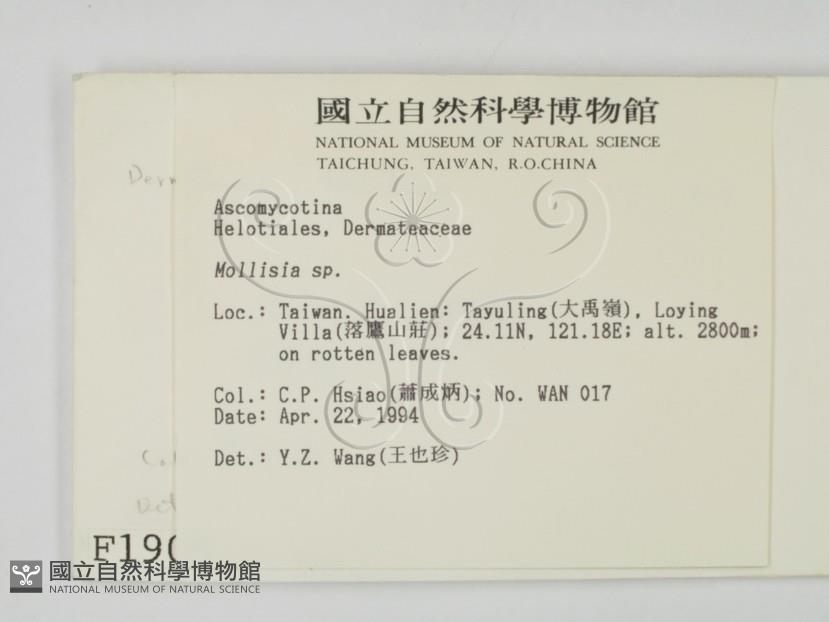 國立自然科學博物館
NATIONAL MUSEUM OF NATURAL SCIENCE
TAICHUNG, TAIWAN, R.O.CHINA
Ascomycotina
Helotiales, Dermateaceae
Mollisia sp.
Loc.: Taiwan. Hualien: Tayuling(大禹嶺), Loying
Villa(落鷹山莊); 24.11N, 121.18E; alt. 2800m;
on rotten leaves.
Col.: C.P. Hsiao(蕭成炳); No. WAN 017
Date: Apr. 22, 1994
Det.: Y.Z. Wang(王也珍)
F190
國立自然科學博物館
NATIONAL MUSEUM OF NATURAL SCIENCE